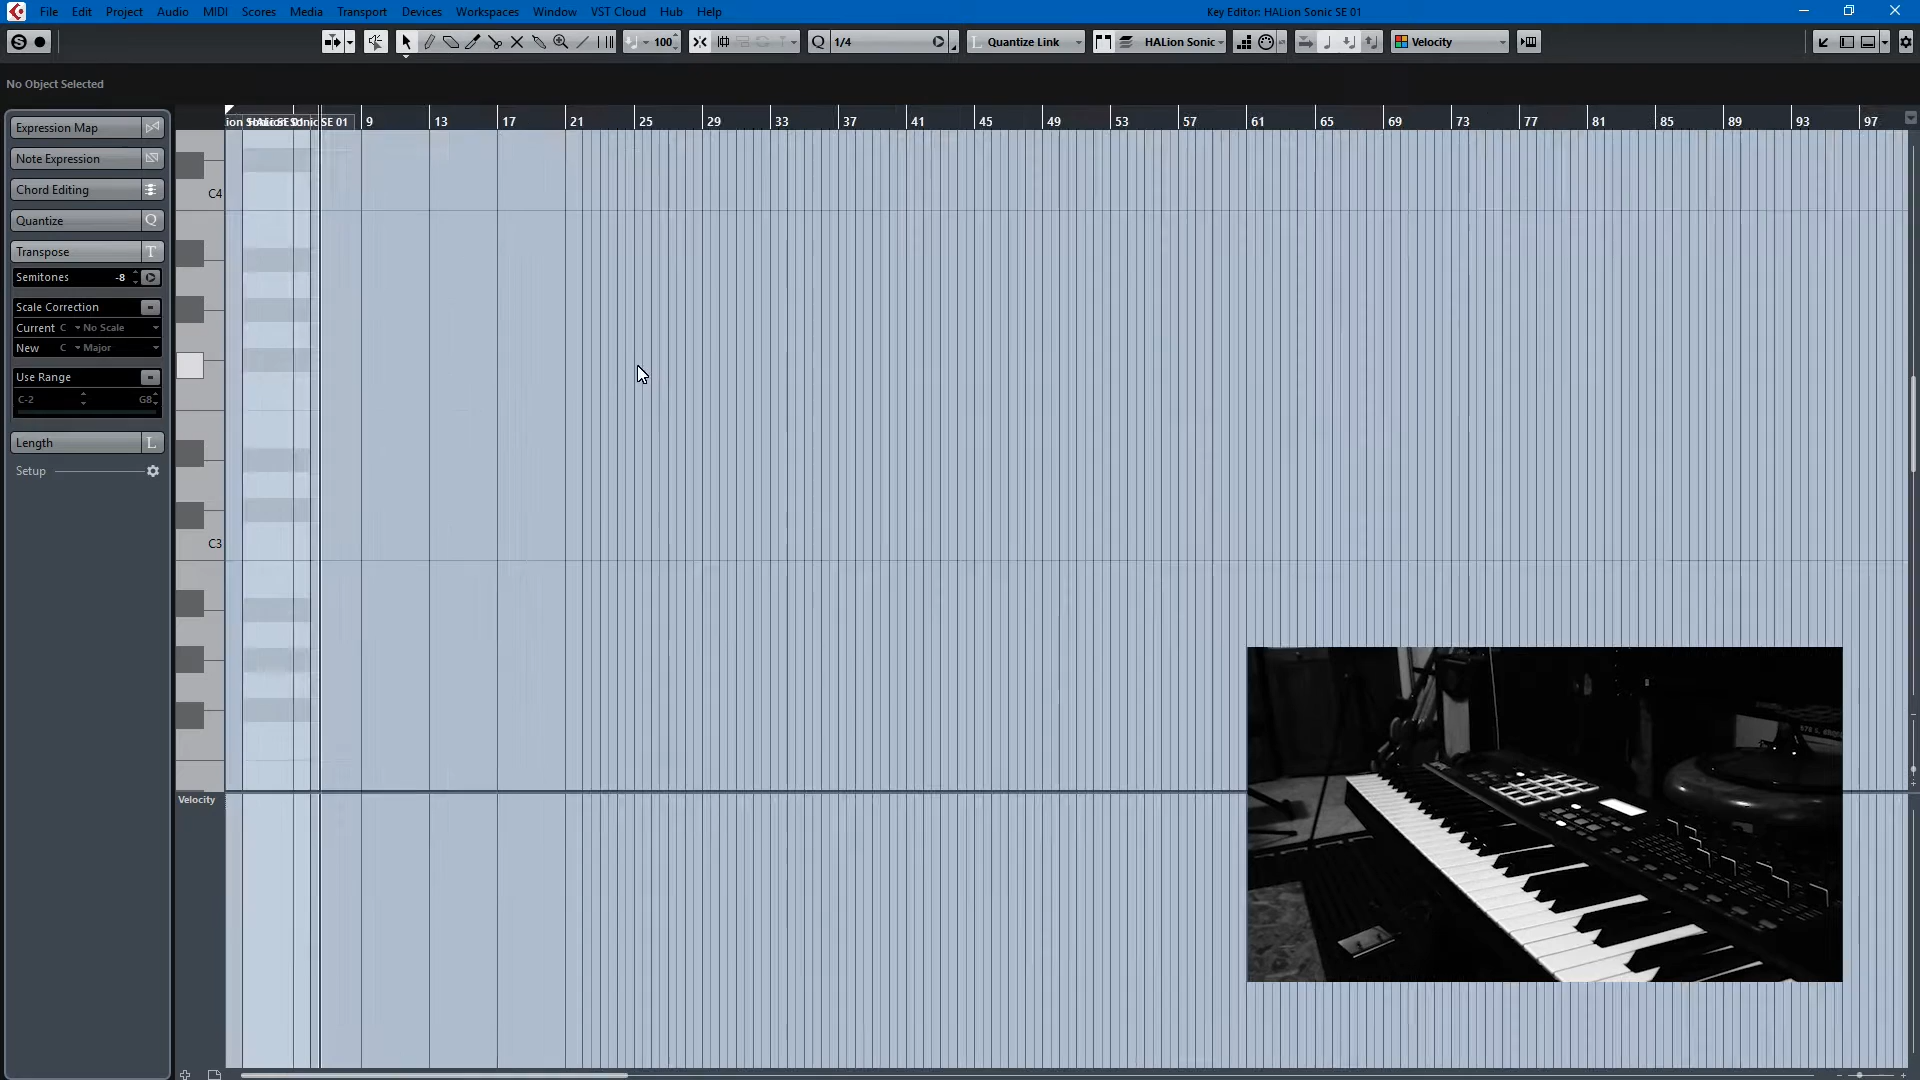 File Edit Project Audio MIDI Scores Media Transport Devices Workspaces Window VST Cloud Hub Help Key Editor: HALion Sonic SE 01
100 Q 1/4 L Quantize Link HALion Sonic Velocity
No Object Selected
Expression Map
Note Expression
Chord Editing
Quantize Q
Transpose T
Semitones -8
Scale Correction
Current C No Scale
New C Major
Use Range
C-2 G8
Length L
Setup
SE 01 9 13 17 21 25 29 33 37 41 45 49 53 57 61 65 69 73 77 81 85 89 93 97
C4
C3
Velocity